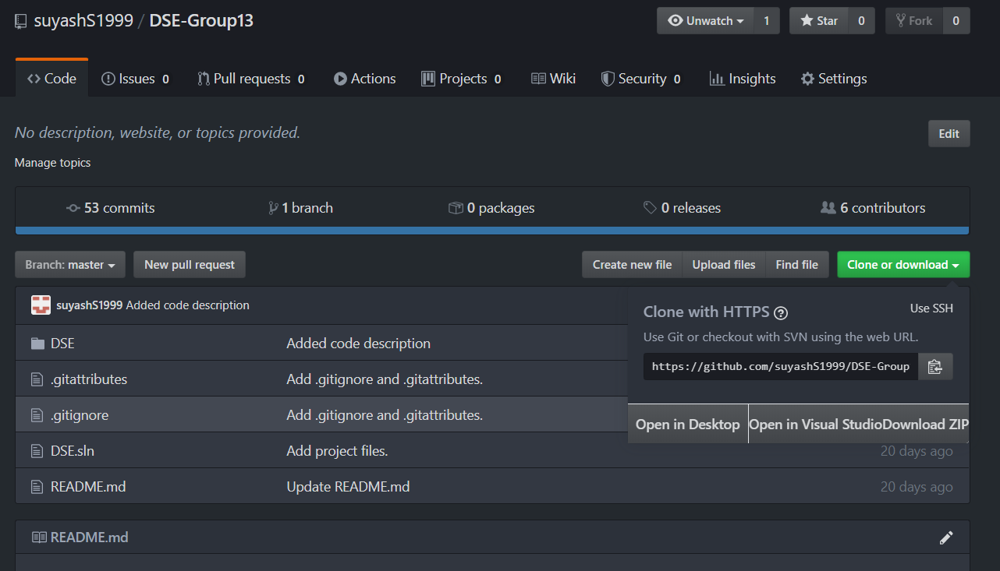 suyashS1999 / DSE-Group13 Unwatch 1 Star 0 Fork 0
Code Issues 0 Pull requests 0 Actions Projects 0 Wiki Security 0 Insights Settings
No description, website, or topics provided. Edit
Manage topics
53 commits 1 branch 0 packages 0 releases 6 contributors
Branch: master New pull request Create new file Upload files Find file Clone or download
suyashS1999 Added code description
Clone with HTTPS Use SSH
Use Git or checkout with SVN using the web URL.
https://github.com/suyashS1999/DSE-Group
Open in Desktop Open in Visual Studio Download ZIP
DSE Added code description
.gitattributes Add .gitignore and .gitattributes.
.gitignore Add .gitignore and .gitattributes.
DSE.sln Add project files. 20 days ago
README.md Update README.md 20 days ago
README.md